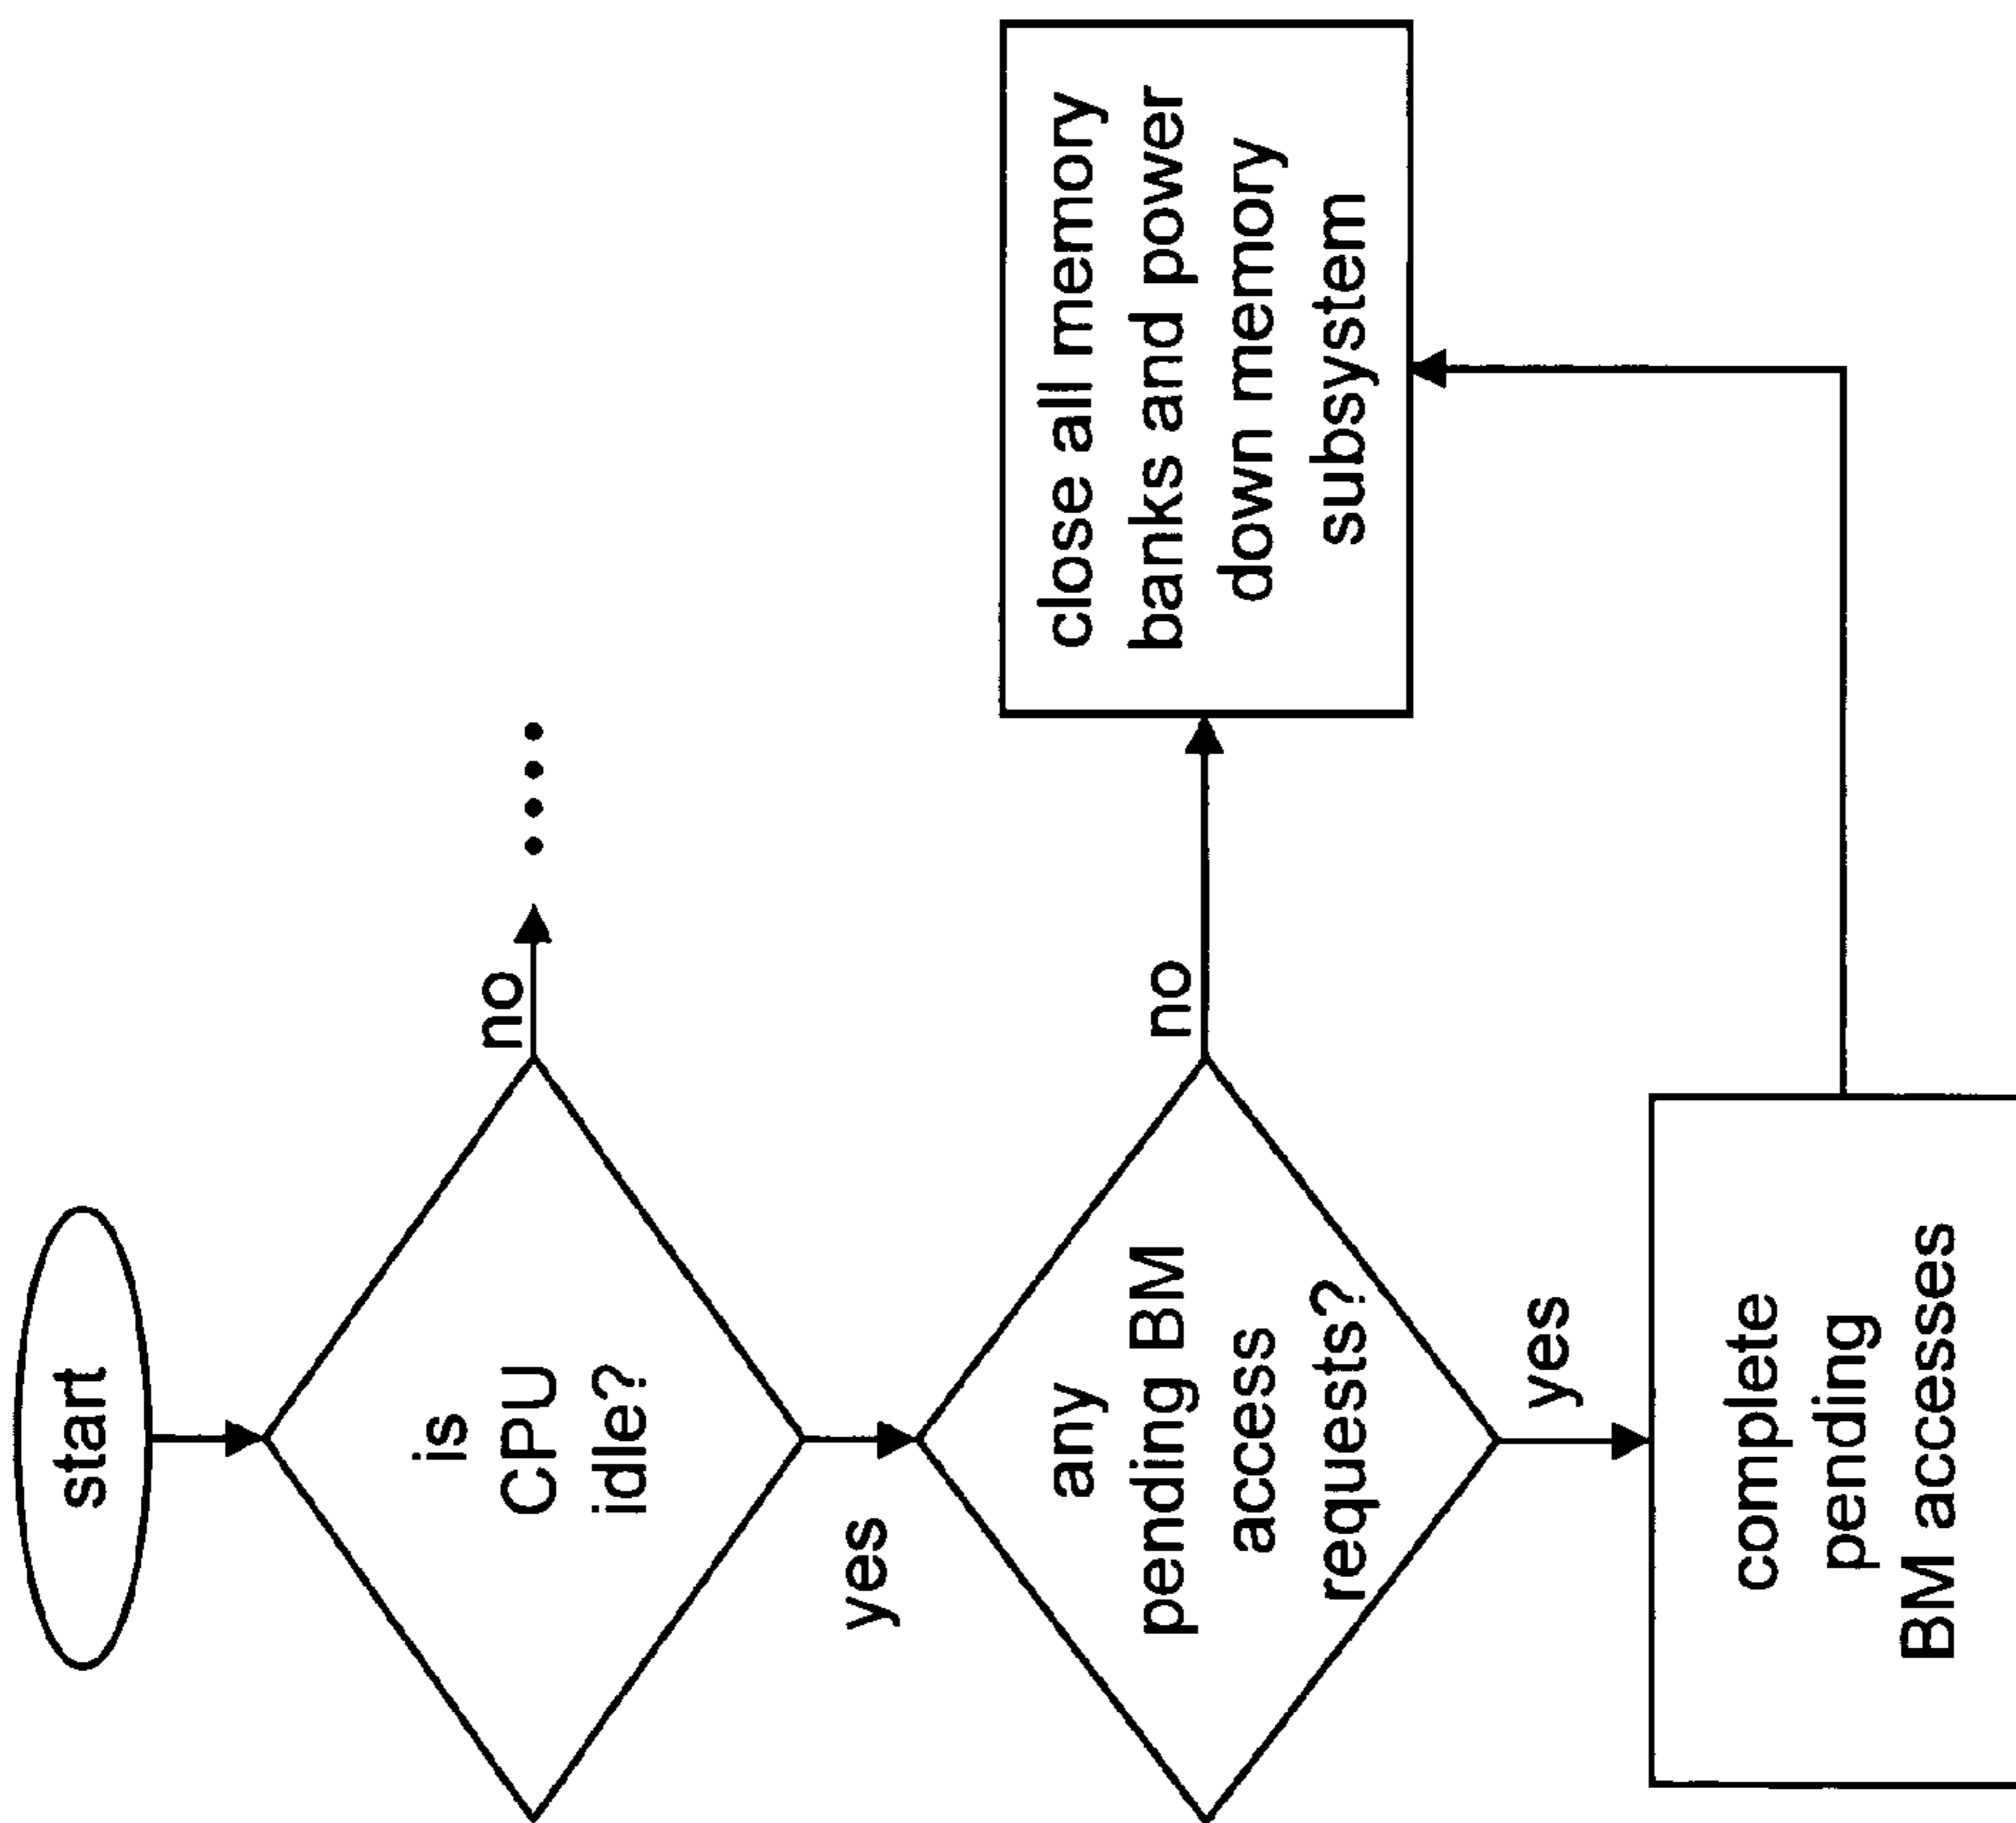 start
is
CPU
idle?
no
yes
any
pending BM
access
requests?
no
yes
complete
pending
BM accesses
close all memory
banks and power
down memory
subsystem